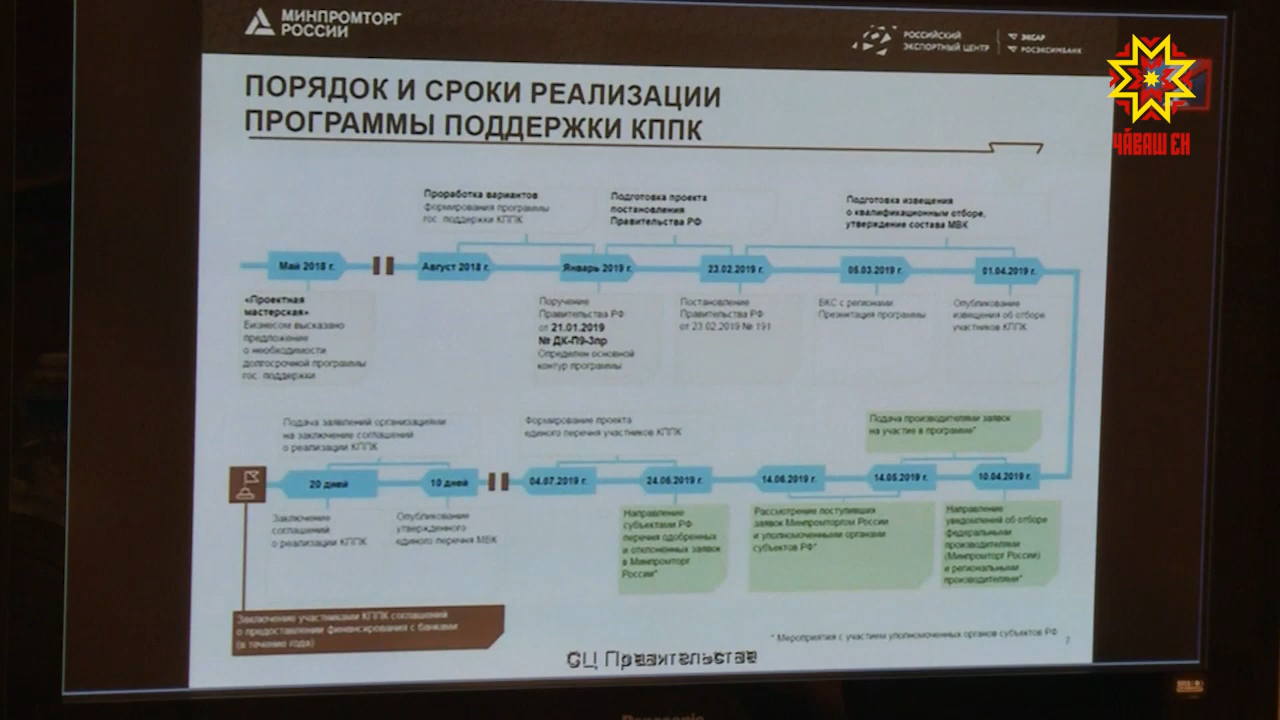 МИНПРОМТОРГ
РОССИИ
РОССИЙСКИЙ
ЭКСПОРТНЫЙ ЦЕНТР
ЭКСАР
РОСЭКСИМБАНК
ЧӐВАШ ЕН
ПОРЯДОК И СРОКИ РЕАЛИЗАЦИИ
ПРОГРАММЫ ПОДДЕРЖКИ КППК
Проработка вариантов
формирования программы
гос. поддержки КППК
Подготовка проекта
постановления
Правительства РФ
Подготовка извещения
о квалификационном отборе,
утверждение состава МВК
Май 2018 г.
Август 2018 г.
Январь 2019 г.
23.02.2019 г.
05.03.2019 г.
01.04.2019 г.
«Проектная
мастерская»
Бизнесом высказано
предложение
о необходимости
долгосрочной программы
гос. поддержки
Поручение
Правительства РФ
от 21.01.2019
№ ДК-П9-3пр
Определен основной
контур программы
Постановление
Правительства РФ
от 23.02.2019 № 191
ВКС с регионами
Презентация программы
Опубликование
извещения об отборе
участников КППК
Подача заявлений организациями
на заключение соглашений
о реализации КППК
Формирование проекта
единого перечня участников КППК
Подача производителями заявок
на участие в программе*
20 дней
10 дней
04.07.2019 г.
24.06.2019 г.
14.06.2019 г.
14.05.2019 г.
10.04.2019 г.
Заключение
соглашений
о реализации КППК
Опубликование
утвержденного
единого перечня МВК
Направление
субъектами РФ
перечня одобренных
и отклоненных заявок
в Минпромторг
России*
Рассмотрение поступивших
заявок Минпромторгом России
и уполномоченными органами
субъектов РФ*
Направление
уведомлений об отборе
федеральными
производителями
(Минпромторг России)
и региональными
производителями*
Заключение участниками КППК соглашений
о предоставлении финансирования с банками
(в течение года)
* Мероприятия с участием уполномоченных органов субъектов РФ
7
СЦ Правительства
Panasonic